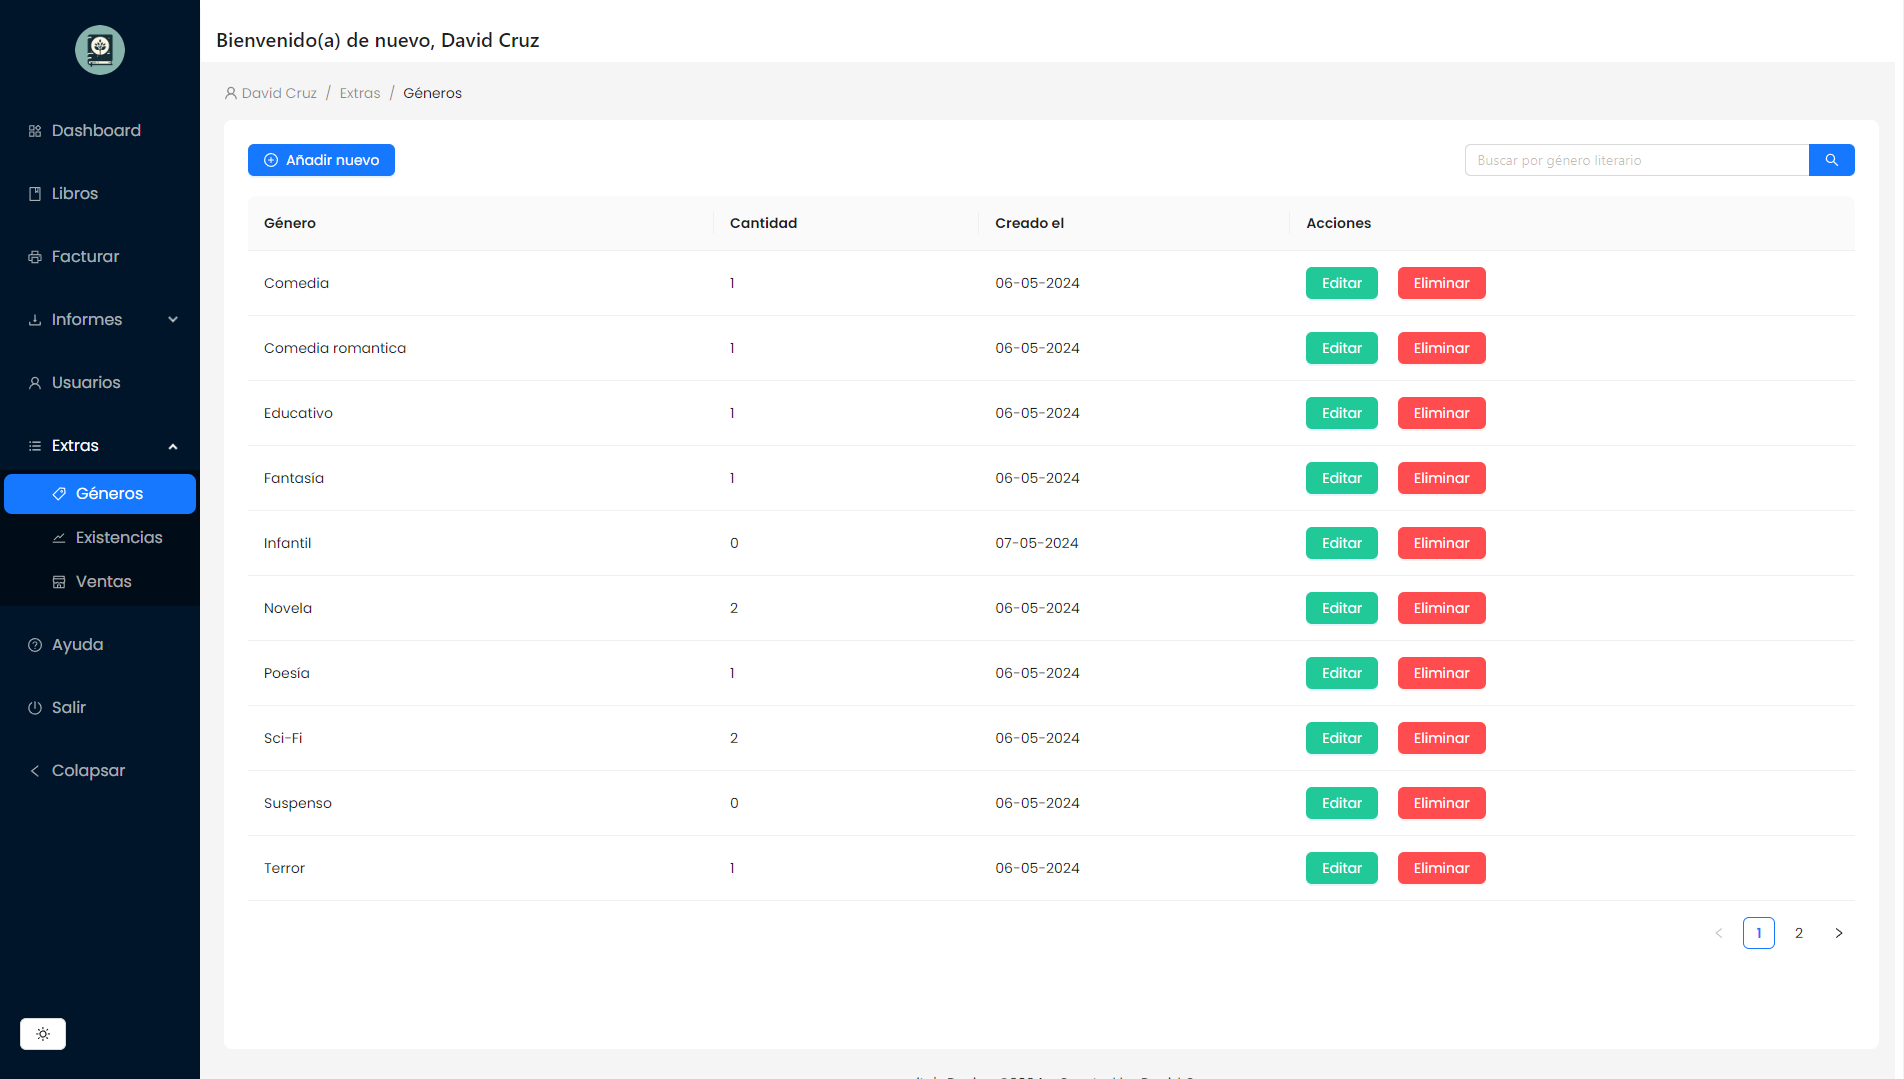 Bienvenido(a) de nuevo, David Cruz
David Cruz / Extras / Géneros
Dashboard
Libros
Facturar
Informes
Usuarios
Extras
Géneros
Existencias
Ventas
Ayuda
Salir
Colapsar
Añadir nuevo
Buscar por género literario
Género Cantidad Creado el Acciones
Comedia 1 06-05-2024 Editar Eliminar
Comedia romantica 1 06-05-2024 Editar Eliminar
Educativo 1 06-05-2024 Editar Eliminar
Fantasía 1 06-05-2024 Editar Eliminar
Infantil 0 07-05-2024 Editar Eliminar
Novela 2 06-05-2024 Editar Eliminar
Poesía 1 06-05-2024 Editar Eliminar
Sci-Fi 2 06-05-2024 Editar Eliminar
Suspenso 0 06-05-2024 Editar Eliminar
Terror 1 06-05-2024 Editar Eliminar
< 1 2 >